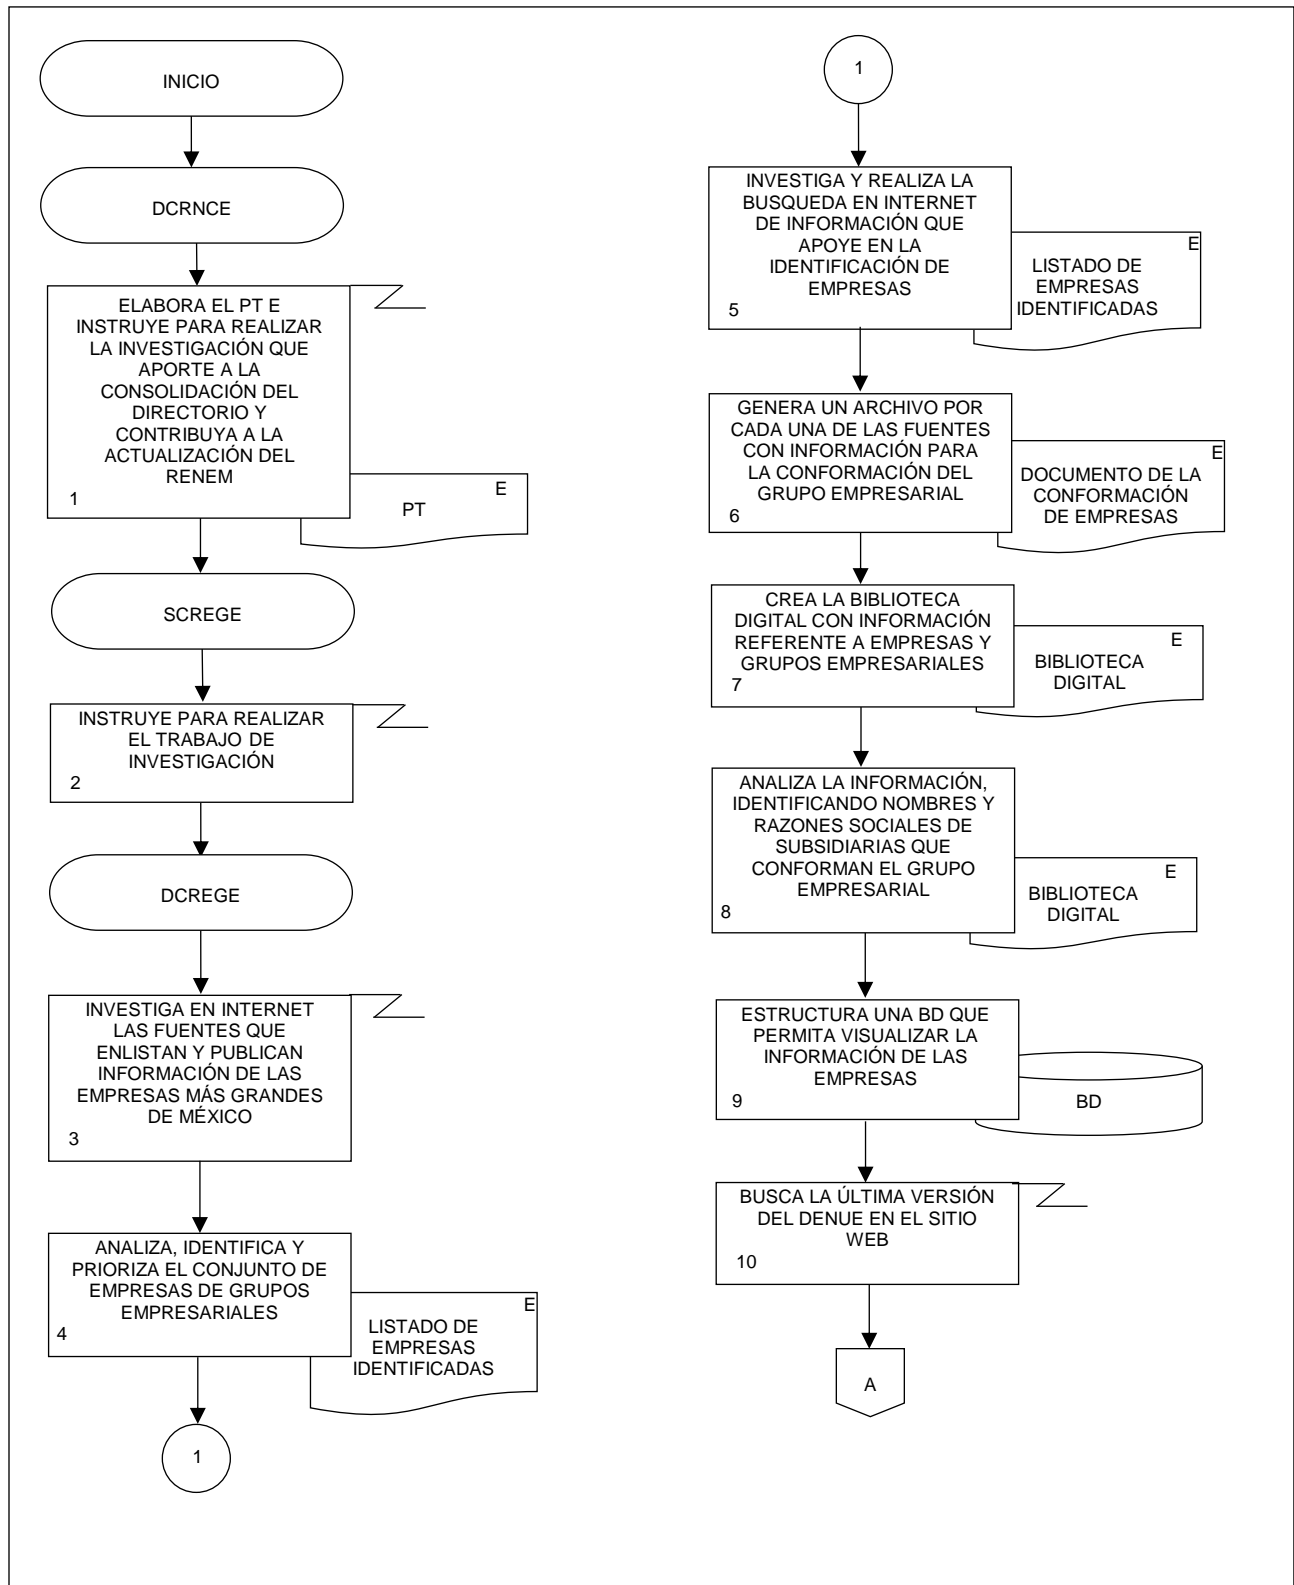 INICIO
DCRNCE
ELABORA EL PT E
INSTRUYE PARA REALIZAR
LA INVESTIGACIÓN QUE
APORTE A LA
CONSOLIDACIÓN DEL
DIRECTORIO Y
CONTRIBUYA A LA
ACTUALIZACIÓN DEL
RENEM
1
E
PT
SCREGE
INSTRUYE PARA REALIZAR
EL TRABAJO DE
INVESTIGACIÓN
2
DCREGE
INVESTIGA EN INTERNET
LAS FUENTES QUE
ENLISTAN Y PUBLICAN
INFORMACIÓN DE LAS
EMPRESAS MÁS GRANDES
DE MÉXICO
3
ANALIZA, IDENTIFICA Y
PRIORIZA EL CONJUNTO DE
EMPRESAS DE GRUPOS
EMPRESARIALES
4
E
LISTADO DE
EMPRESAS
IDENTIFICADAS
1
1
INVESTIGA Y REALIZA LA
BUSQUEDA EN INTERNET
DE INFORMACIÓN QUE
APOYE EN LA
IDENTIFICACIÓN DE
EMPRESAS
5
E
LISTADO DE
EMPRESAS
IDENTIFICADAS
GENERA UN ARCHIVO POR
CADA UNA DE LAS FUENTES
CON INFORMACIÓN PARA
LA CONFORMACIÓN DEL
GRUPO EMPRESARIAL
6
E
DOCUMENTO DE LA
CONFORMACIÓN
DE EMPRESAS
CREA LA BIBLIOTECA
DIGITAL CON INFORMACIÓN
REFERENTE A EMPRESAS Y
GRUPOS EMPRESARIALES
7
E
BIBLIOTECA
DIGITAL
ANALIZA LA INFORMACIÓN,
IDENTIFICANDO NOMBRES Y
RAZONES SOCIALES DE
SUBSIDIARIAS QUE
CONFORMAN EL GRUPO
EMPRESARIAL
8
E
BIBLIOTECA
DIGITAL
ESTRUCTURA UNA BD QUE
PERMITA VISUALIZAR LA
INFORMACIÓN DE LAS
EMPRESAS
9
BD
BUSCA LA ÚLTIMA VERSIÓN
DEL DENUE EN EL SITIO
WEB
10
A